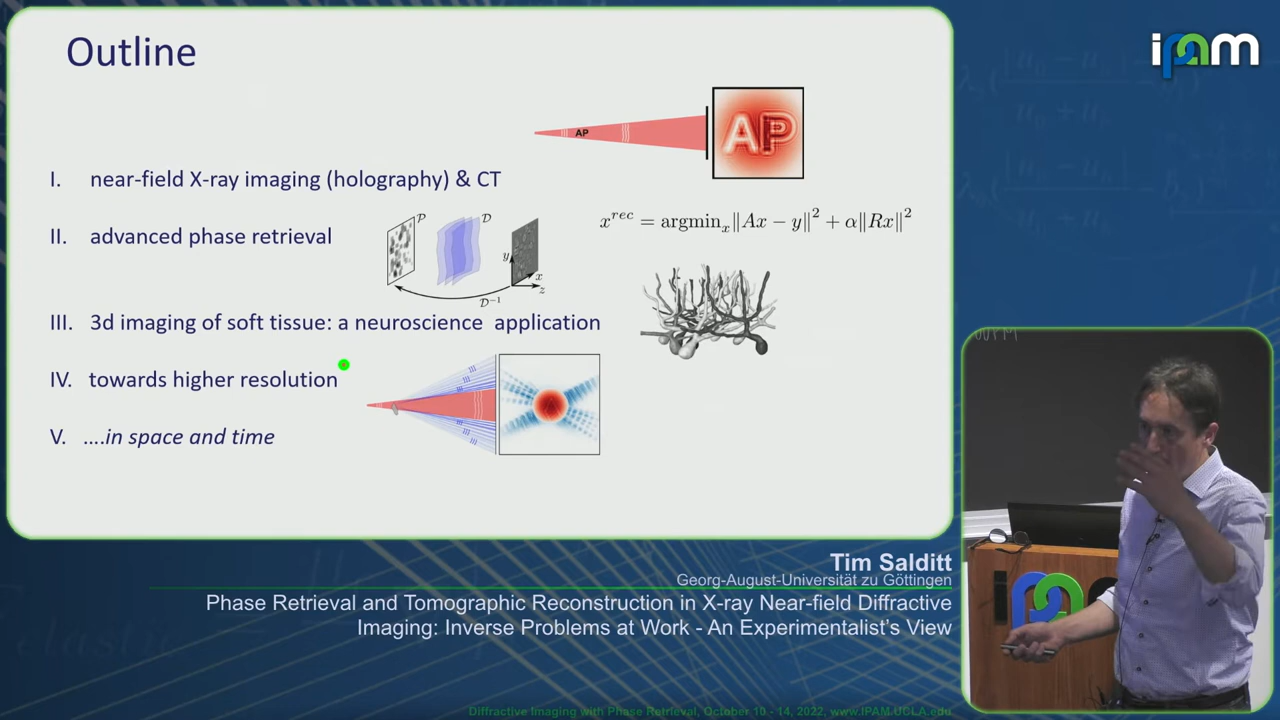 Outline
ipam
AP
AP
I. near-field X-ray imaging (holography) & CT
II. advanced phase retrieval
P
D
y
x
z
D⁻¹
x^{rec} = argmin_x ‖Ax − y‖² + α‖Rx‖²
III. 3d imaging of soft tissue: a neuroscience application
IV. towards higher resolution
V. ....in space and time
Tim Salditt
Georg-August-Universität zu Göttingen
Phase Retrieval and Tomographic Reconstruction in X-ray Near-field Diffractive
Imaging: Inverse Problems at Work - An Experimentalist's View
Diffractive Imaging with Phase Retrieval, October 10 - 14, 2022, www.IPAM.UCLA.edu